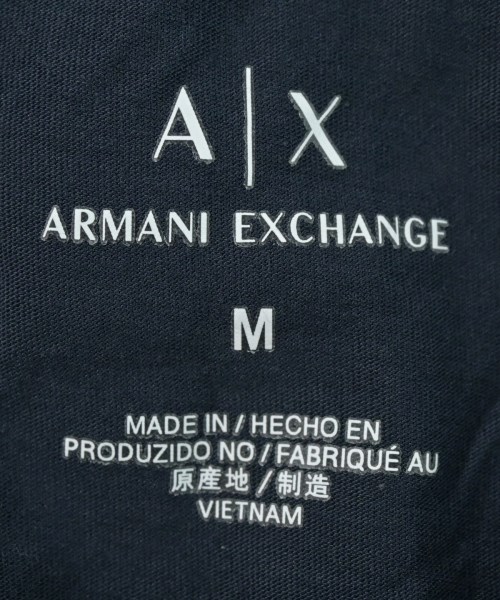 A|X
ARMANI EXCHANGE
M
MADE IN / HECHO EN
PRODUZIDO NO / FABRIQUÉ AU
原産地 / 制造
VIETNAM